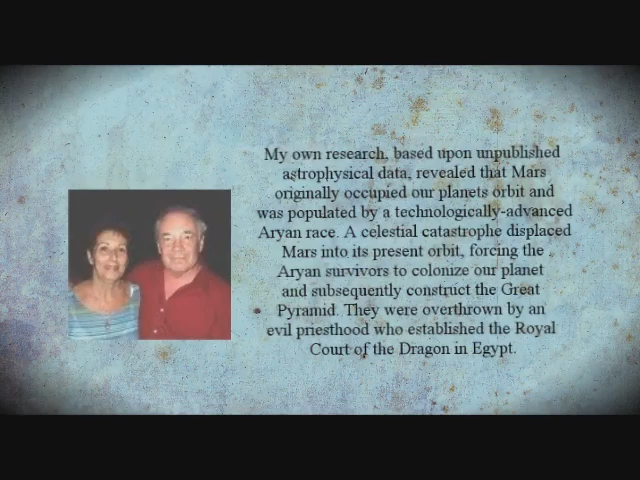 My own research, based upon unpublished
astrophysical data, revealed that Mars
originally occupied our planets orbit and
was populated by a technologically-advanced
Aryan race. A celestial catastrophe displaced
Mars into its present orbit, forcing the
Aryan survivors to colonize our planet
and subsequently construct the Great
Pyramid. They were overthrown by an
evil priesthood who established the Royal
Court of the Dragon in Egypt.